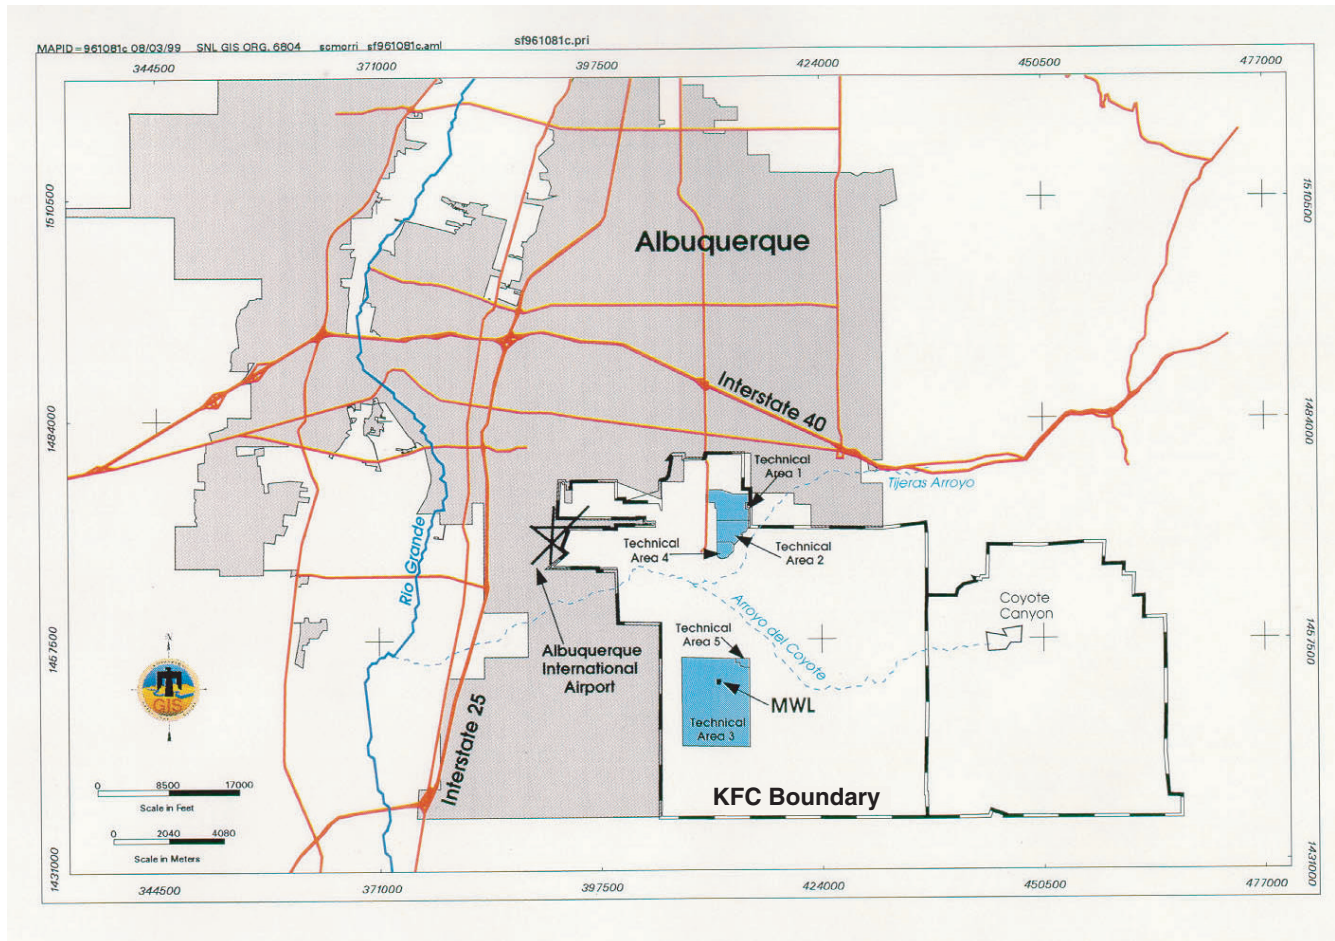 MAPID=961081c 08/03/99 SNL GIS ORG. 6804 scmorri sf961081c.aml sf961081c.pri
344500 371000 397500 424000 450500 477000
1510500
1510500
Albuquerque
Interstate 40
1484000
1484000
Technical
Area 1
Tijeras Arroyo
Rio Grande
Technical
Area 4
Technical
Area 2
Coyote
Canyon
Arroyo del Coyote
Technical
Area 5
1457500
1457500
N
GIS
Albuquerque
International
Airport
MWL
Technical
Area 3
Interstate 25
0 8500 17000
Scale in Feet
KFC Boundary
0 2040 4080
Scale in Meters
1431000
1431000
344500 371000 397500 424000 450500 477000